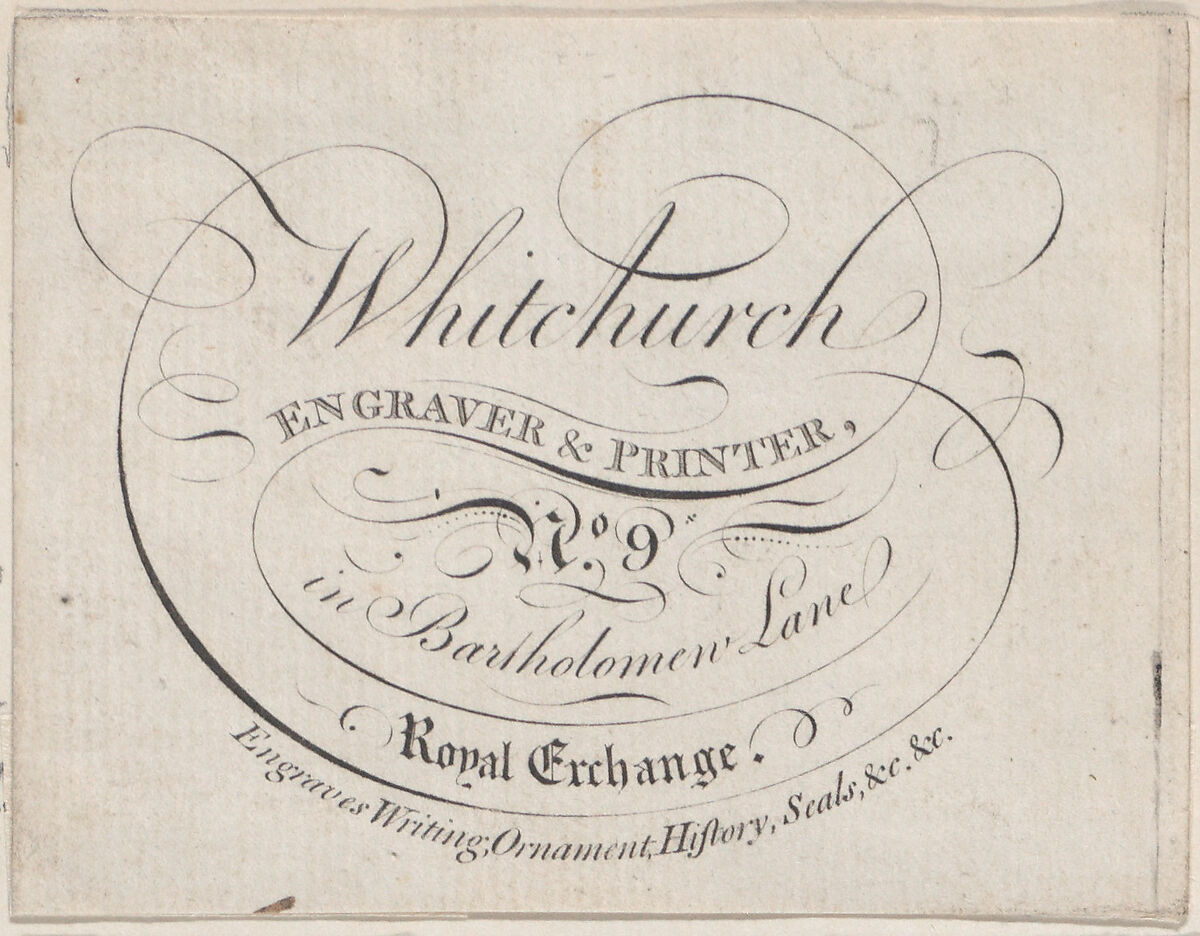 Whitchurch
ENGRAVER & PRINTER,
No. 9
in Bartholomew Lane
Royal Exchange.
Engraves Writing, Ornament, Hiſtory, Seals, &c. &c.